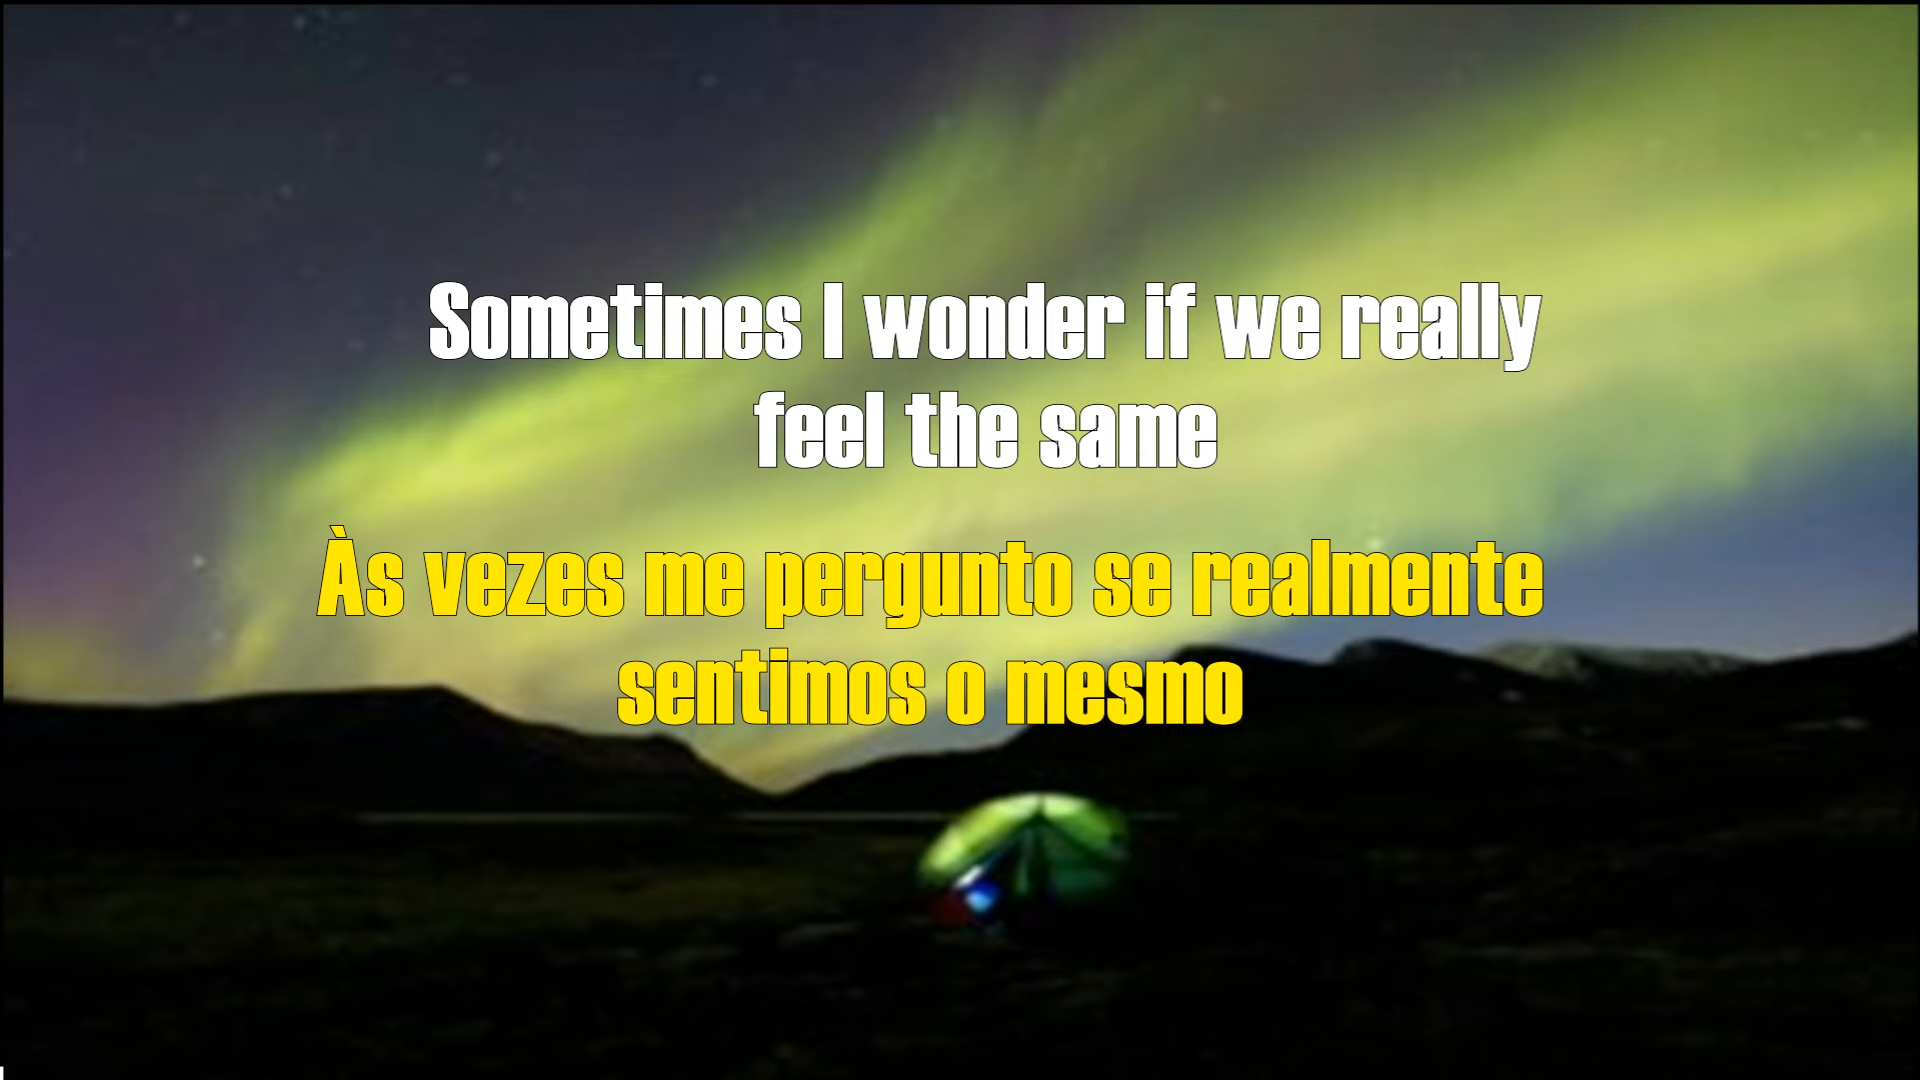 Sometimes I wonder if we really
feel the same
Às vezes me pergunto se realmente
sentimos o mesmo